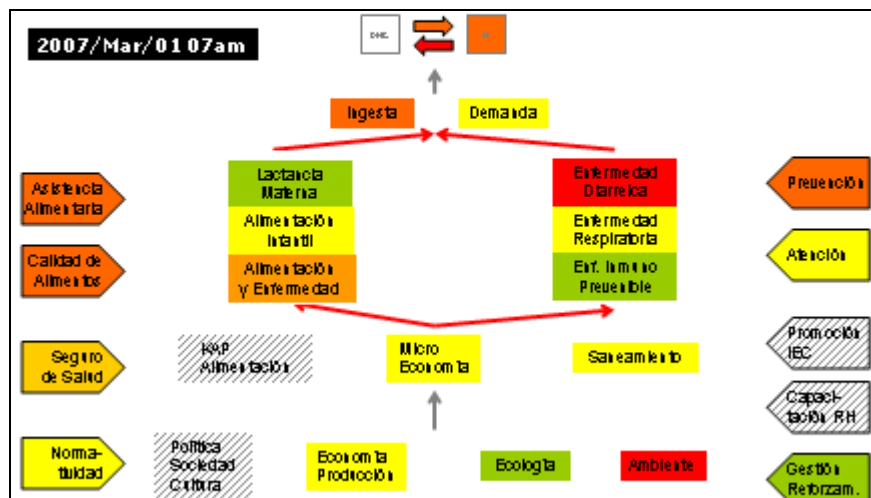 2007/Mar/01 07am
Ingesta
Demanda
Asistencia
Alimentaria
Calidad de
Alimentos
Seguro
de Salud
Norma-
tividad
Lactancia
Materna
Alimentación
Infantil
Alimentación
y Enfermedad
Enfermedad
Diarreica
Enfermedad
Respiratoria
Enf. Inmuno
Prevenible
KAP
Alimentación
Micro
Economía
Saneamiento
Política
Sociedad
Cultura
Economía
Producción
Ecología
Ambiente
Prevención
Atención
Promoción
IEC
Capaci-
tación RH
Gestión
Reforzam.